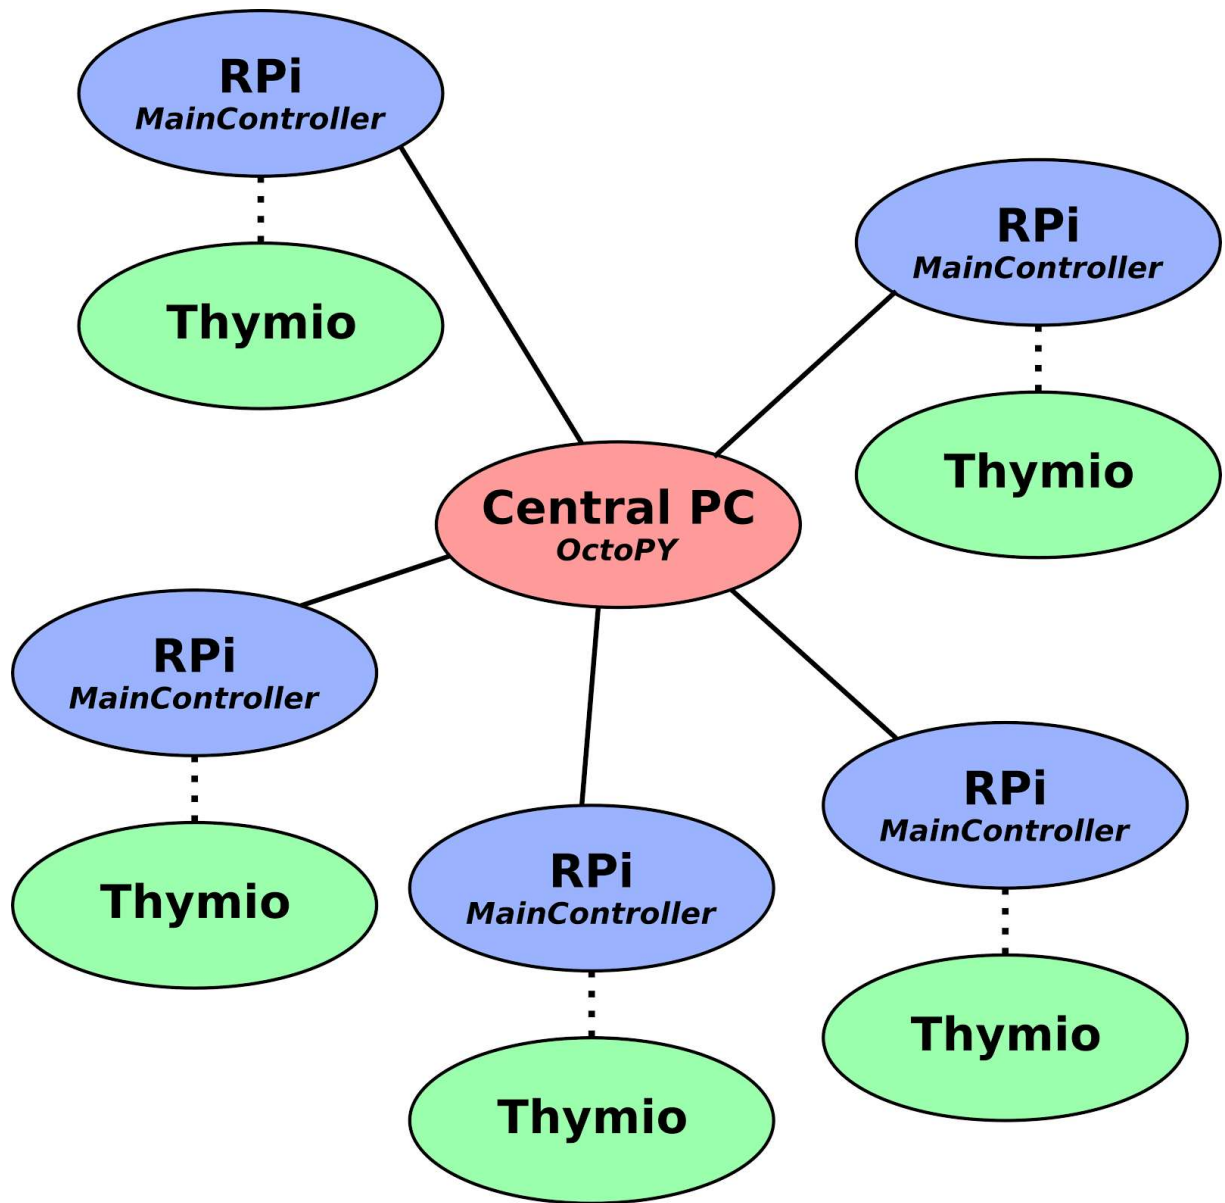 RPi
MainController
Thymio
RPi
MainController
Thymio
Central PC
OctoPY
RPi
MainController
Thymio
RPi
MainController
Thymio
RPi
MainController
Thymio